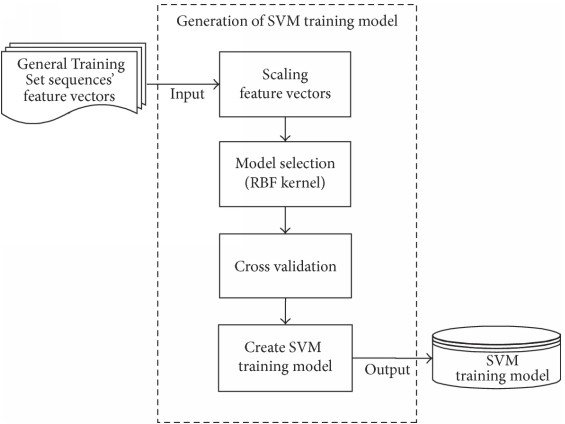 Generation of SVM training model
General Training
Set sequences'
feature vectors
Input
Scaling
feature vectors
Model selection
(RBF kernel)
Cross validation
Create SVM
training model
Output
SVM
training model